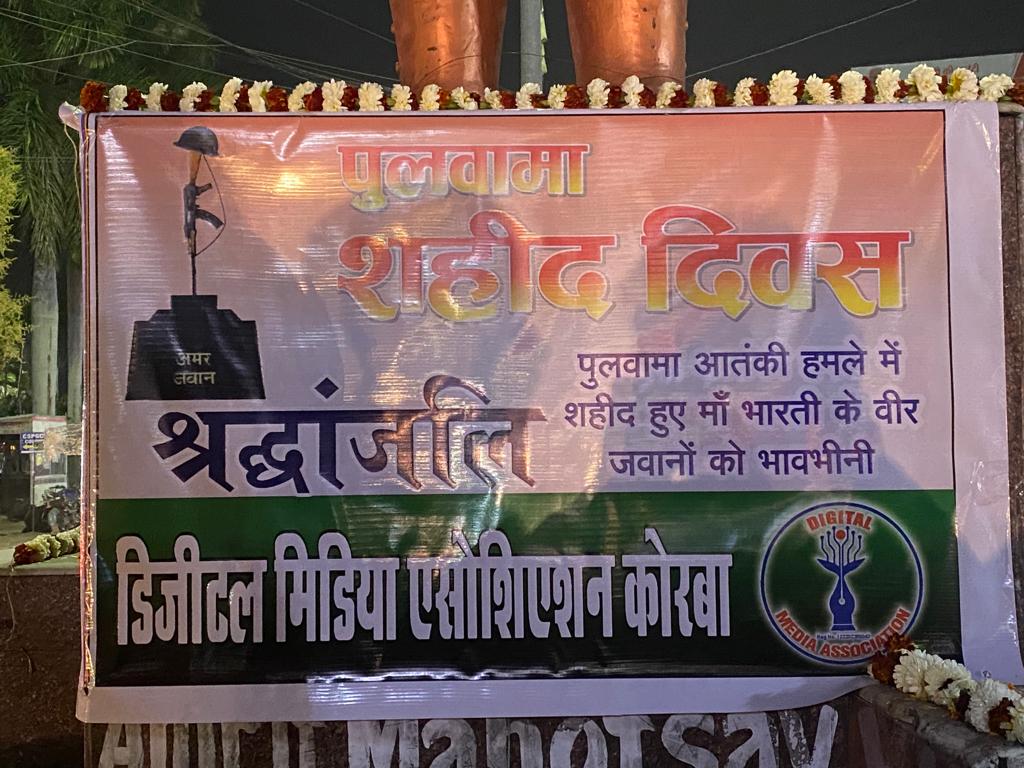 पुलवामा
शहीद दिवस
अमर
जवान
पुलवामा आतंकी हमले में
शहीद हुए माँ भारती के वीर
जवानों को भावभीनी
श्रद्धांजलि
डिजीटल मिडिया एसोशिएशन कोरबा
DIGITAL
MEDIA ASSOCIATION
Amrit Mahotsav